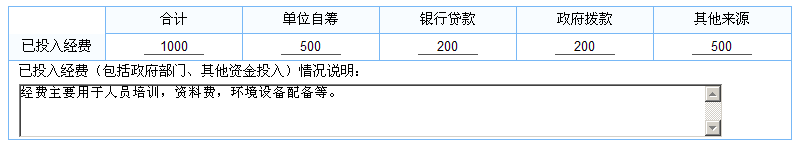 合计 单位自筹 银行贷款 政府拨款 其他来源
已投入经费 1000 500 200 200 500
已投入经费（包括政府部门、其他资金投入）情况说明：
经费主要用于人员培训，资料费，环境设备配备等。